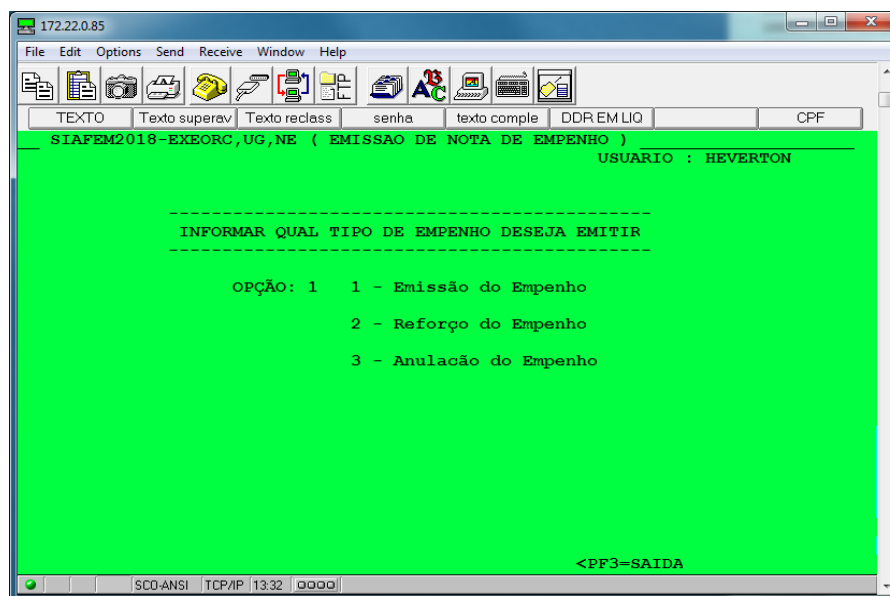 172.22.0.85
File Edit Options Send Receive Window Help
FTP
TEXTO Texto superav Texto reclass senha texto comple DDR EM LIQ CPF
__ SIAFEM2018-EXEORC,UG,NE ( EMISSAO DE NOTA DE EMPENHO ) ____________________
USUARIO : HEVERTON
---------------------------------------------
INFORMAR QUAL TIPO DE EMPENHO DESEJA EMITIR
---------------------------------------------
OPÇÃO: 1 1 - Emissão do Empenho
2 - Reforço do Empenho
3 - Anulacão do Empenho
<PF3=SAIDA
SCO-ANSI TCP/IP 13:32